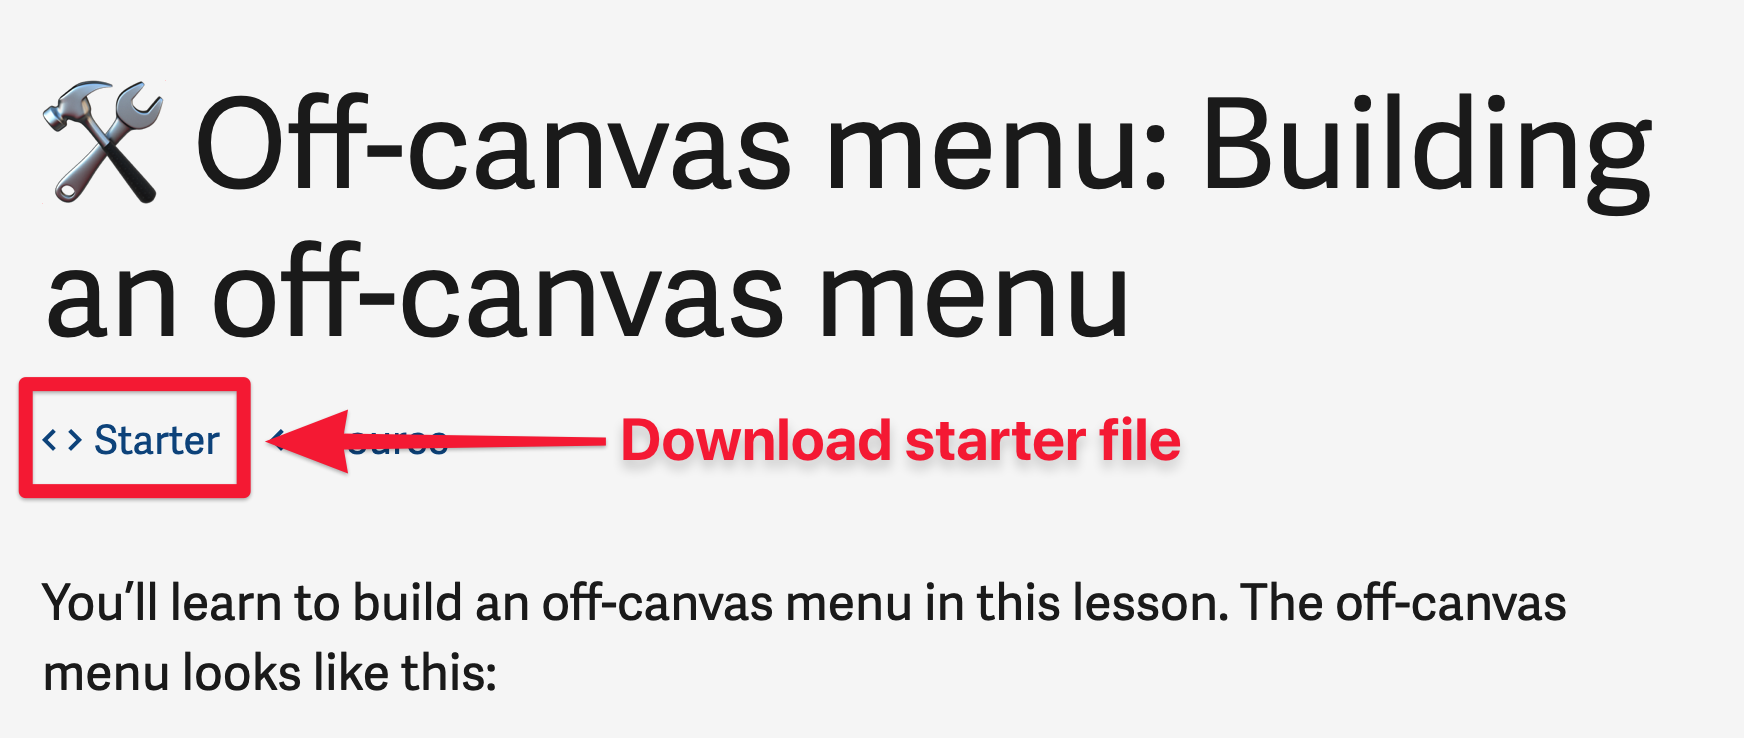 🛠 Off-canvas menu: Building
an off-canvas menu
< > Starter Download starter file
You’ll learn to build an off-canvas menu in this lesson. The off-canvas
menu looks like this: